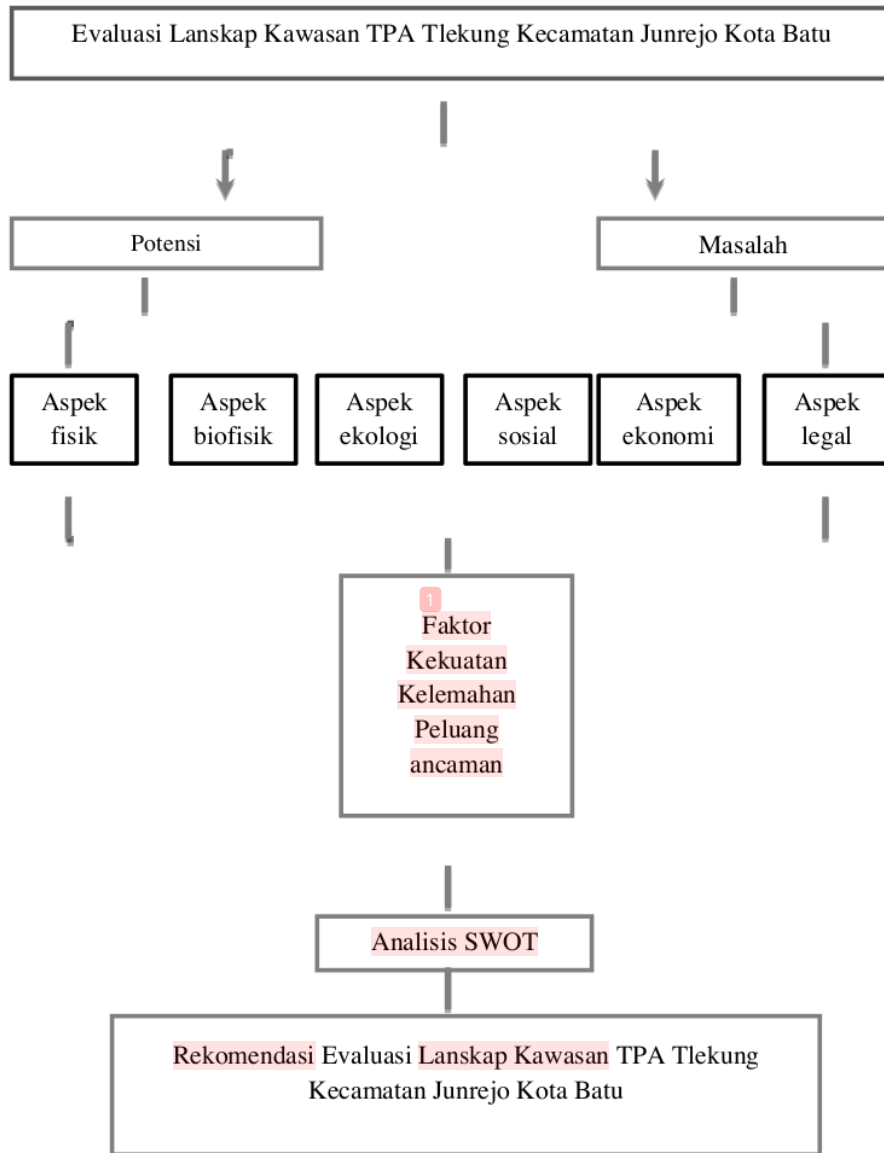 Evaluasi Lanskap Kawasan TPA Tlekung Kecamatan Junrejo Kota Batu
Potensi
Masalah
Aspek
fisik
Aspek
biofisik
Aspek
ekologi
Aspek
sosial
Aspek
ekonomi
Aspek
legal
1
Faktor
Kekuatan
Kelemahan
Peluang
ancaman
Analisis SWOT
Rekomendasi Evaluasi Lanskap Kawasan TPA Tlekung
Kecamatan Junrejo Kota Batu